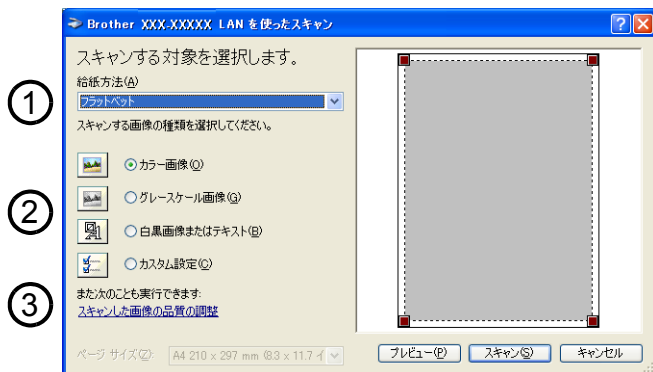 Brother XXX-XXXXX LAN を使ったスキャン
スキャンする対象を選択します。
給紙方法(A)
フラットベット
スキャンする画像の種類を選択してください。
カラー画像(O)
グレースケール画像(G)
白黒画像またはテキスト(B)
カスタム設定(C)
また次のことも実行できます:
スキャンした画像の品質の調整
ページ サイズ(Z):
A4 210 x 297 mm (8.3 x 11.7 イ
プレビュー(P)
スキャン(S)
キャンセル
1
2
3